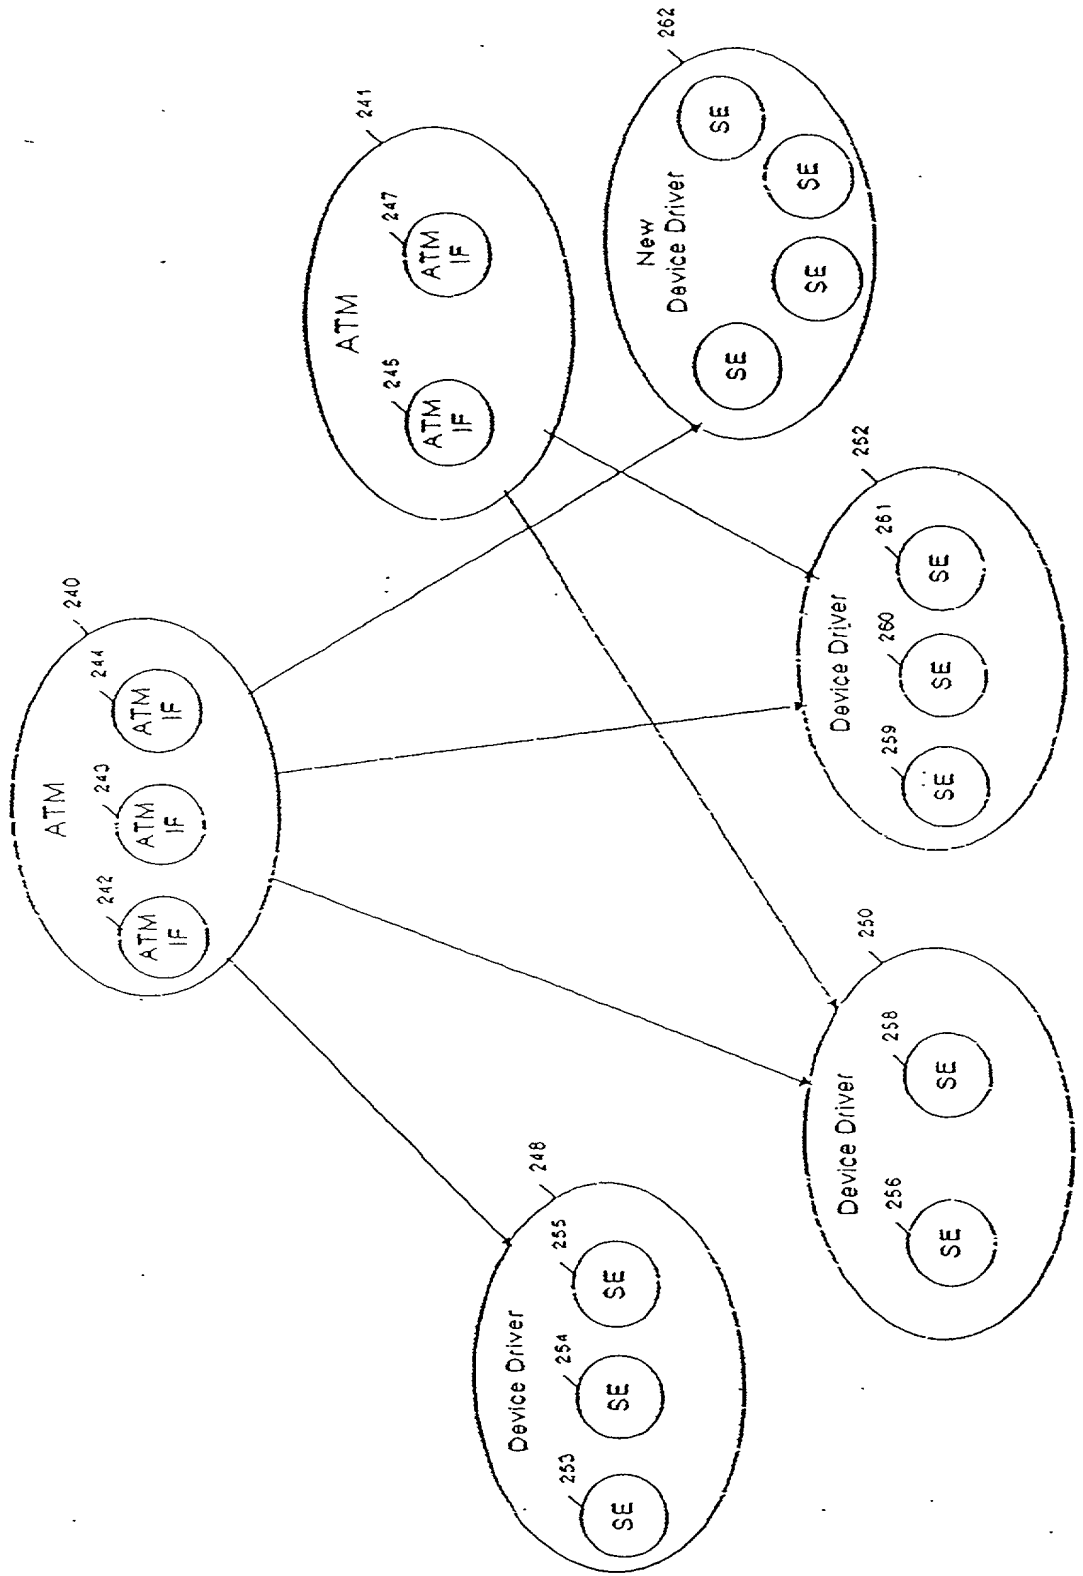 240
ATM
242
243
244
ATM
IF
ATM
IF
ATM
IF
241
ATM
245
247
ATM
IF
ATM
IF
248
Device Driver
253
254
255
SE
SE
SE
250
Device Driver
256
258
SE
SE
252
Device Driver
259
260
261
SE
SE
SE
262
New
Device Driver
SE
SE
SE
SE